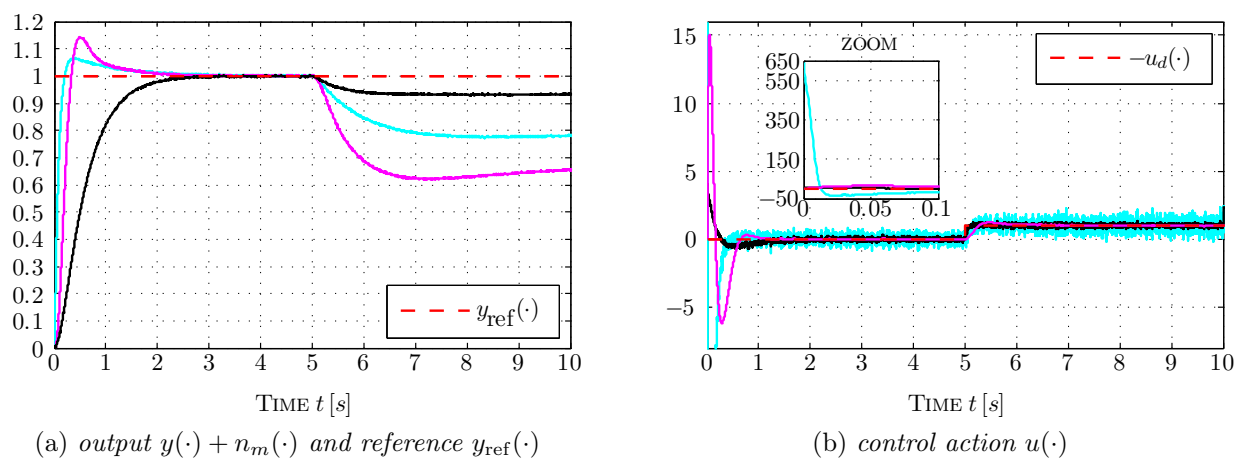 1.2
1.1
1
0.9
0.8
0.7
0.6
0.5
0.4
0.3
0.2
0.1
0
0 1 2 3 4 5 6 7 8 9 10
y_ref(·)
TIME t [s]
(a) output y(·) + n_m(·) and reference y_ref(·)
15
10
5
0
−5
0 1 2 3 4 5 6 7 8 9 10
ZOOM
650
550
350
150
−50
0 0.05 0.1
−u_d(·)
TIME t [s]
(b) control action u(·)